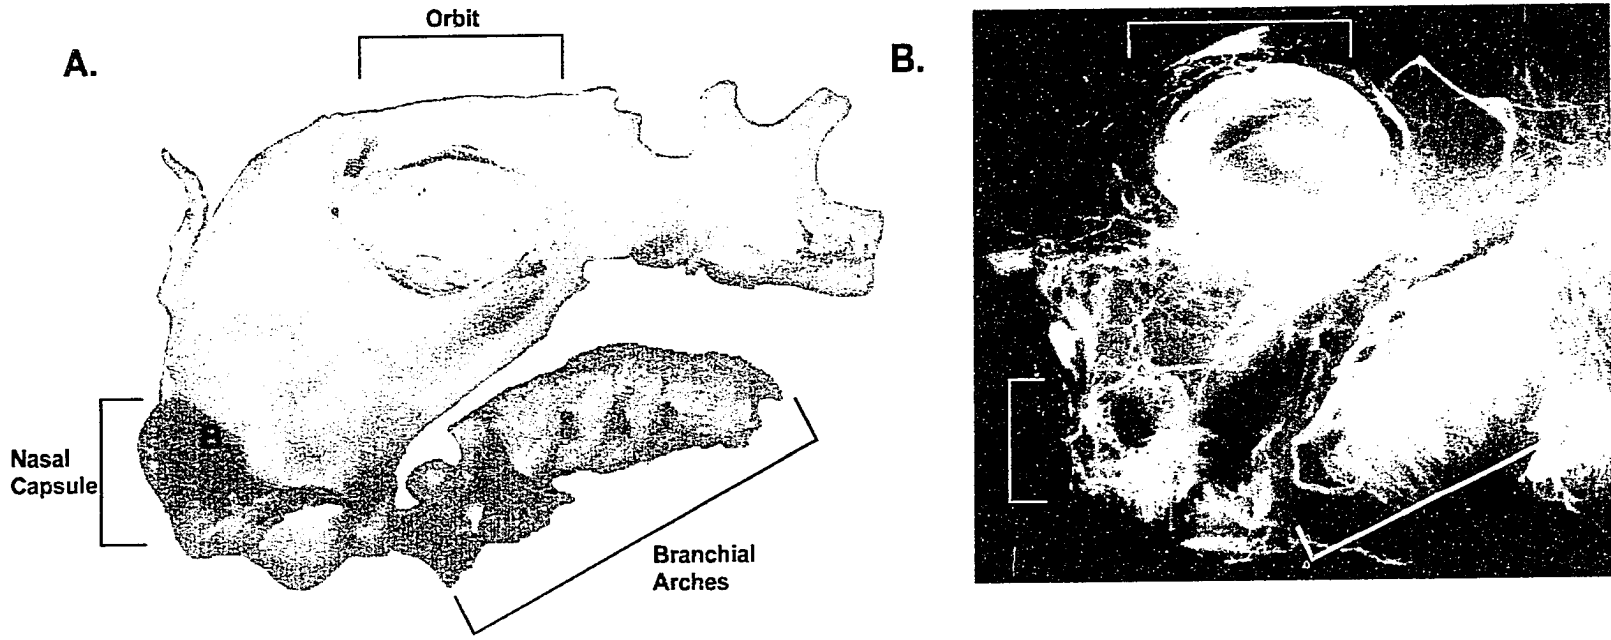 Orbit
A.
B.
Nasal
Capsule
Branchial
Arches